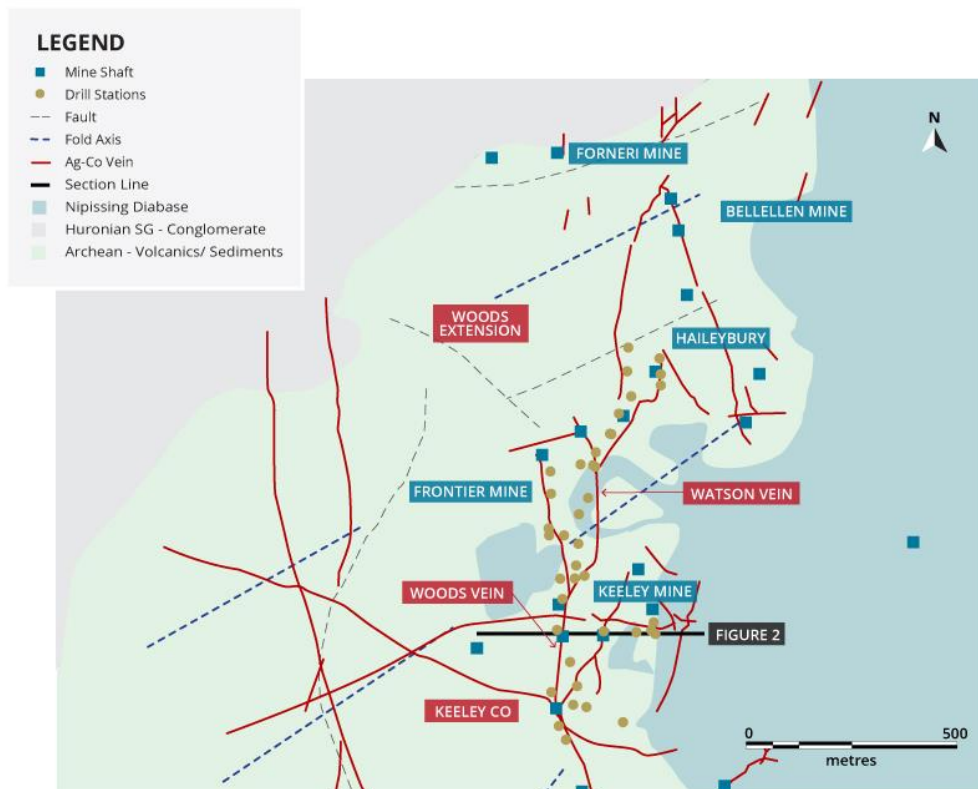 LEGEND
Mine Shaft
Drill Stations
Fault
Fold Axis
Ag-Co Vein
Section Line
Nipissing Diabase
Huronian SG - Conglomerate
Archean - Volcanics/ Sediments
N
FORNERI MINE
BELLELLEN MINE
WOODS
EXTENSION
HAILEYBURY
FRONTIER MINE
WATSON VEIN
WOODS VEIN
KEELEY MINE
FIGURE 2
KEELEY CO
0 500
metres